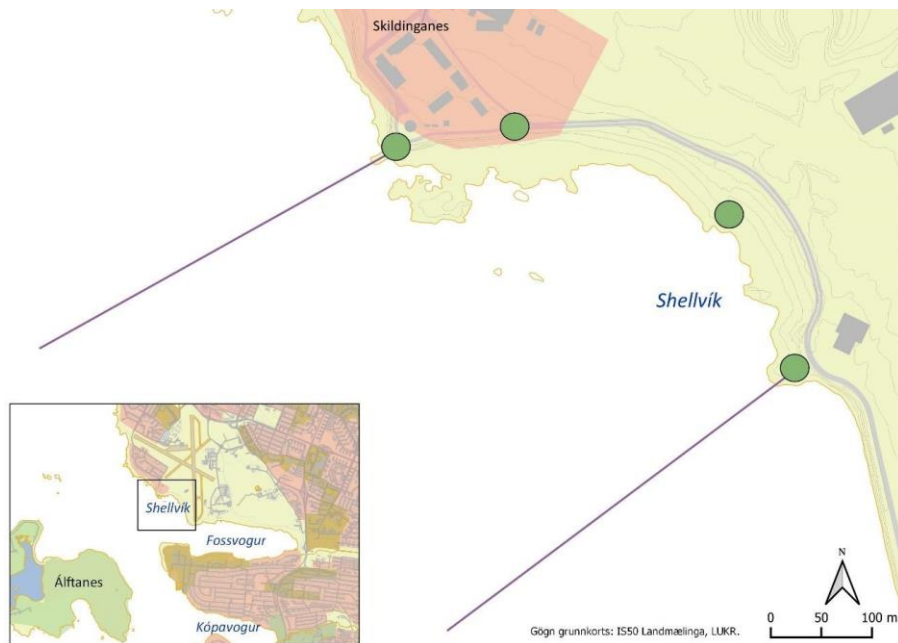 Skildinganes
Shellvík
Shellvík
Fossvogur
Álftanes
Kópavogur
N
Gögn grunnkorts: IS50 Landmælinga, LUKR.
0 50 100 m